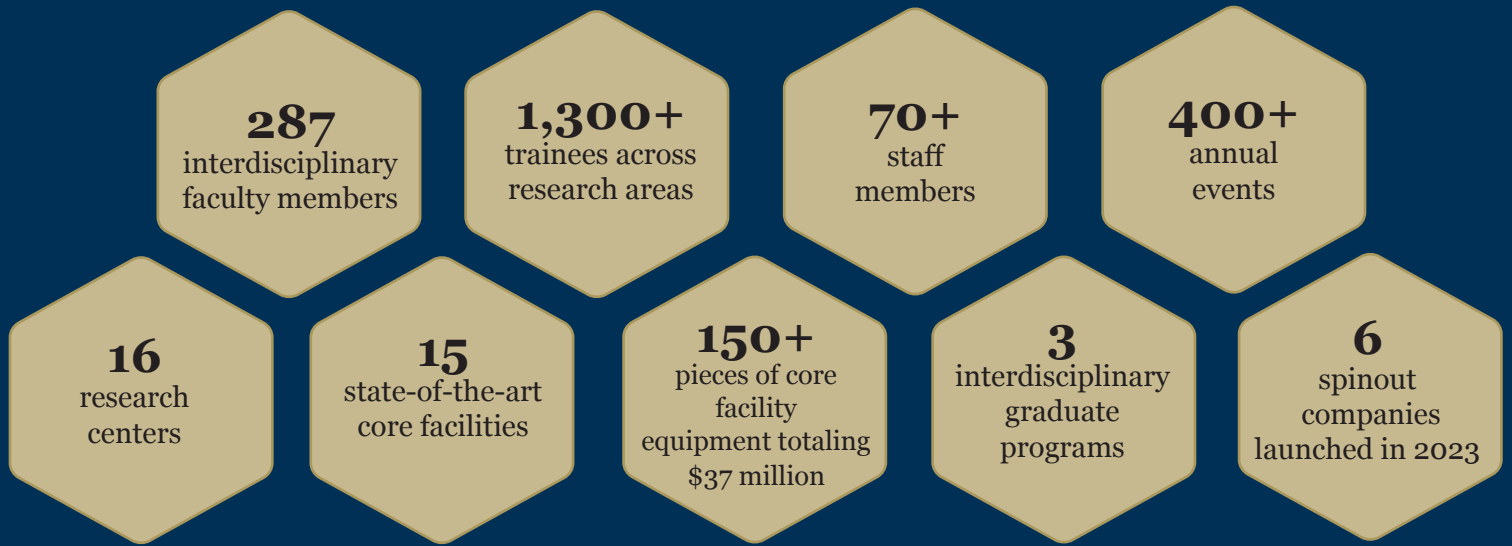 287
interdisciplinary
faculty members
1,300+
trainees across
research areas
70+
staff
members
400+
annual
events
16
research
centers
15
state-of-the-art
core facilities
150+
pieces of core
facility
equipment totaling
$37 million
3
interdisciplinary
graduate
programs
6
spinout
companies
launched in 2023